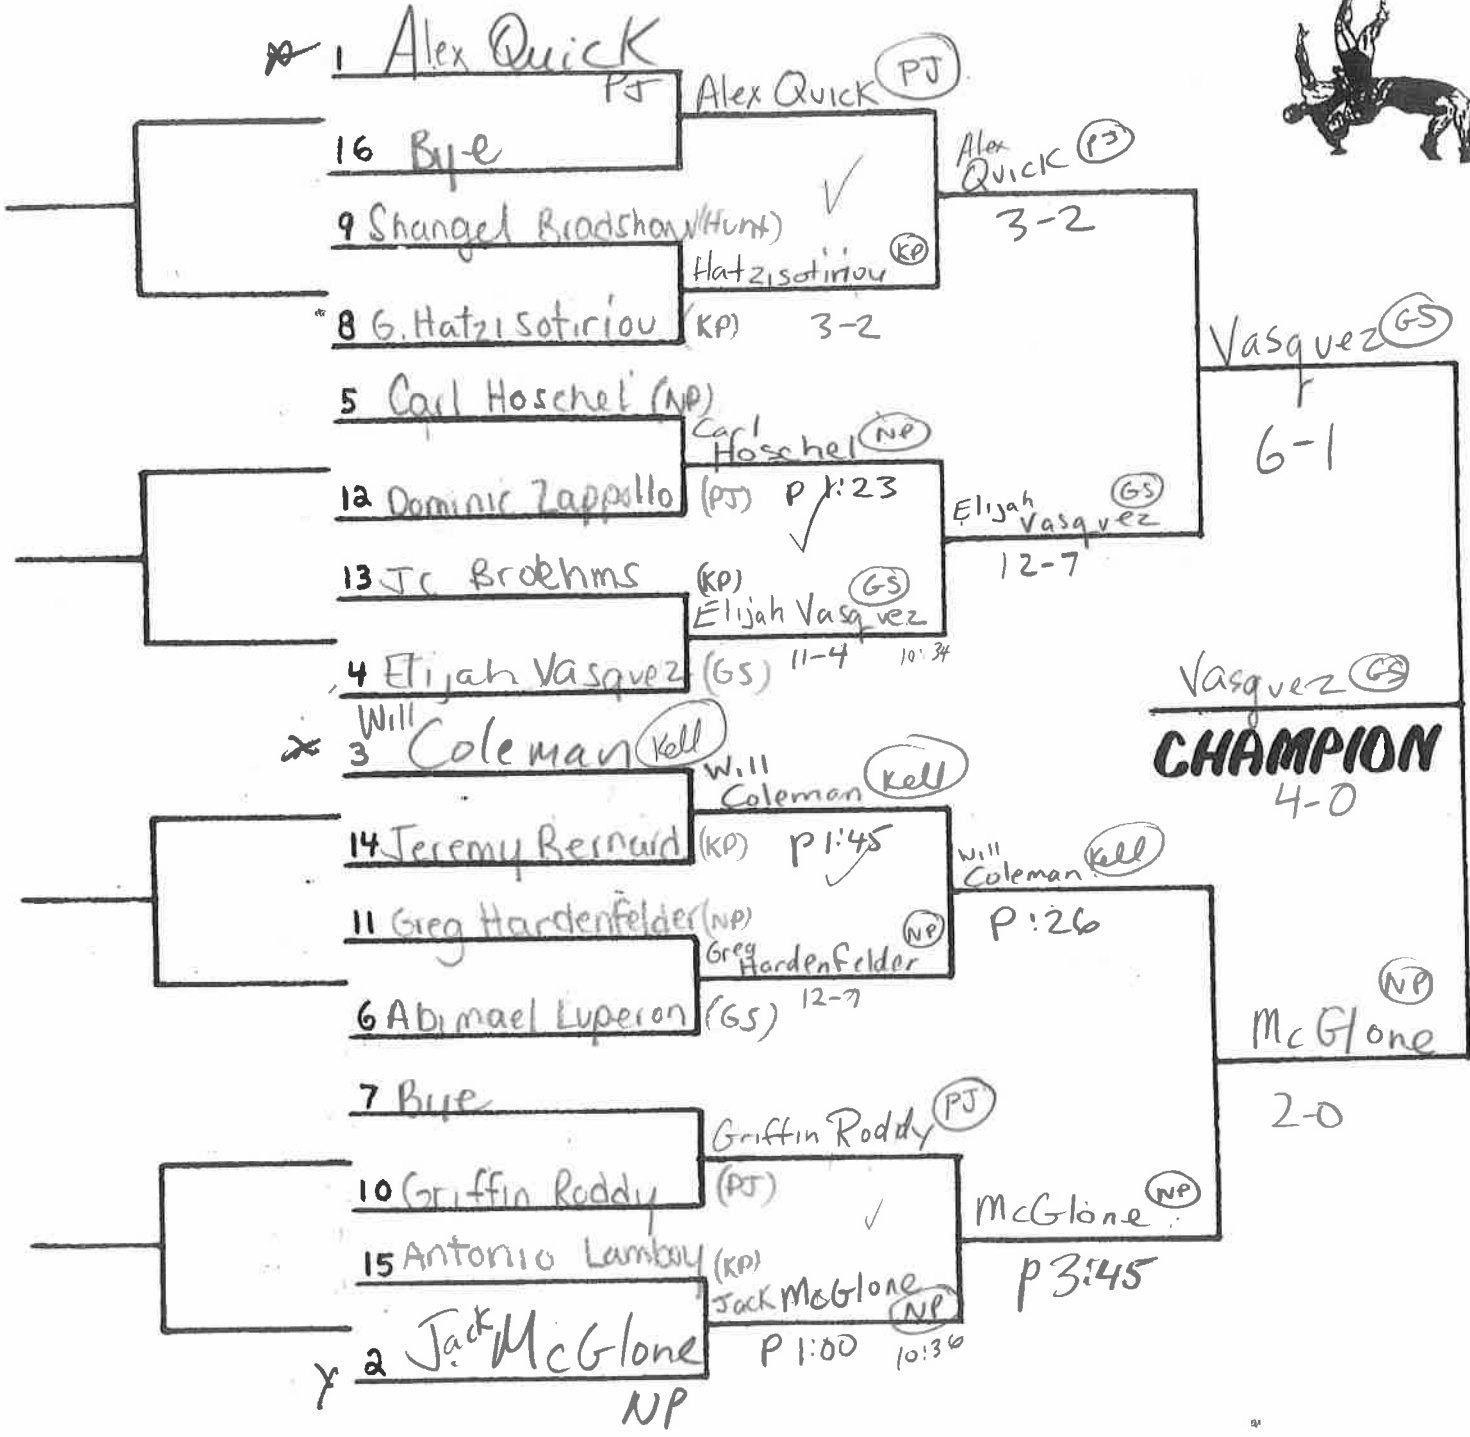 1 Alex Quick
PJ
Alex Quick PJ
16 Bye
Alex
Quick PJ
3-2
9 Shangel Bradshaw (Hunt)
Hatzisotiriou KP
8 G. Hatzisotiriou (KP) 3-2
Vasquez GS
6-1
5 Carl Hoschel (NP)
Carl
Hoschel NP
12 Dominic Zappollo (PJ) P 1:23
Elijah
Vasquez GS
12-7
13 Jc Broehms (KP)
Elijah Vasquez GS
11-4 10:34
4 Elijah Vasquez (GS)
Vasquez GS
CHAMPION
4-0
Will
3 Coleman Kell
Will
Coleman Kell
14 Jeremy Bernard (KP) P 1:45
Will
Coleman Kell
P :26
11 Greg Hardenfelder (NP)
Greg
Hardenfelder NP
12-7
6 Abimael Luperon (GS)
NP
McGlone
2-0
7 Bye
Griffin Roddy PJ
10 Griffin Roddy (PJ)
McGlone NP
P 3:45
15 Antonio Lamboy (KP)
Jack McGlone
NP
P 1:00 10:36
2 Jack McGlone
NP